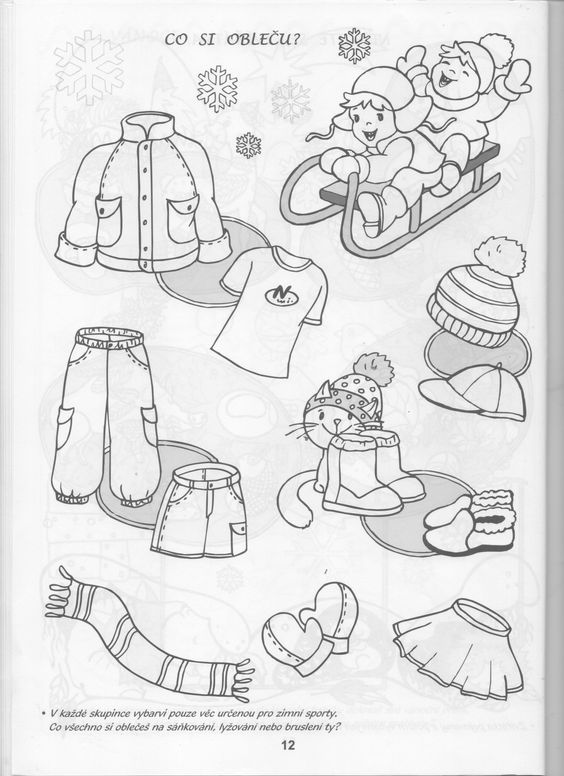 CO SI OBLEČU?
N
• V každé skupince vybarvi pouze věc určenou pro zimní sporty.
Co všechno si oblečeš na sáňkování, lyžování nebo bruslení ty?
12